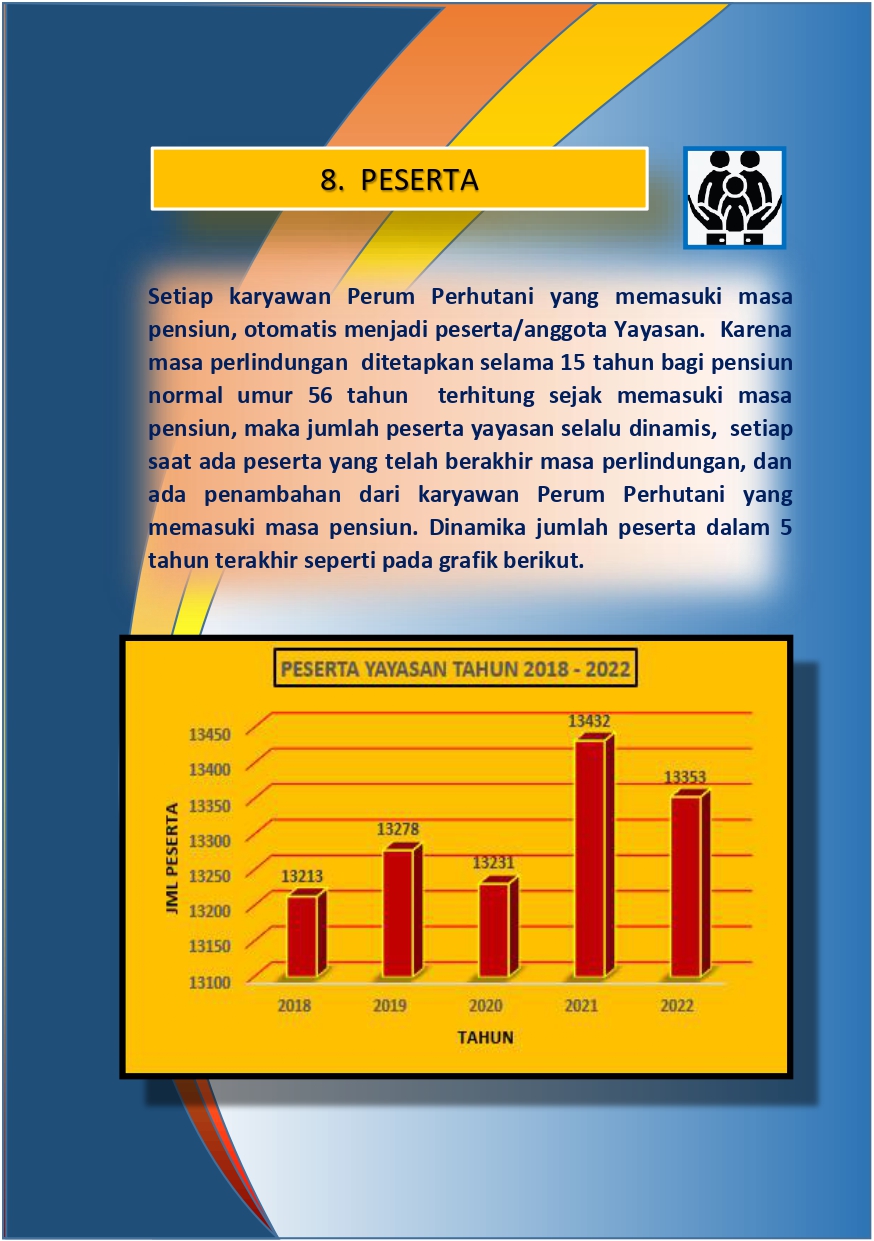 8. PESERTA
Setiap karyawan Perum Perhutani yang memasuki masa
pensiun, otomatis menjadi peserta/anggota Yayasan. Karena
masa perlindungan ditetapkan selama 15 tahun bagi pensiun
normal umur 56 tahun terhitung sejak memasuki masa
pensiun, maka jumlah peserta yayasan selalu dinamis, setiap
saat ada peserta yang telah berakhir masa perlindungan, dan
ada penambahan dari karyawan Perum Perhutani yang
memasuki masa pensiun. Dinamika jumlah peserta dalam 5
tahun terakhir seperti pada grafik berikut.
PESERTA YAYASAN TAHUN 2018 - 2022
JML PESERTA
13450
13400
13350
13300
13250
13200
13150
13100
13213
13278
13231
13432
13353
2018 2019 2020 2021 2022
TAHUN